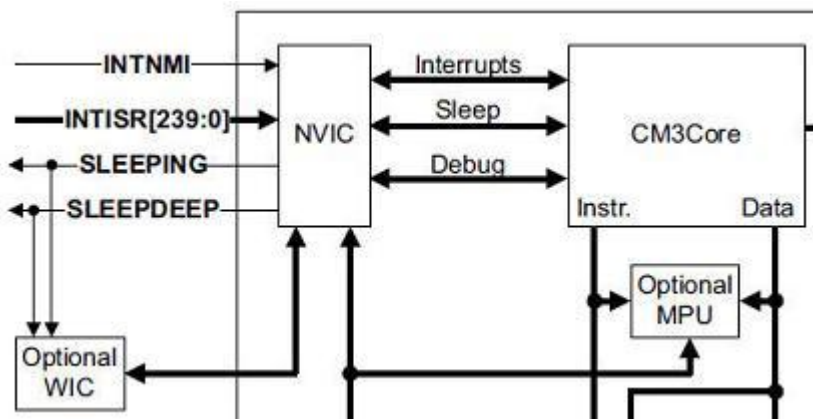 INTNMI
INTISR[239:0]
SLEEPING
SLEEPDEEP
NVIC
Interrupts
Sleep
Debug
CM3Core
Instr.
Data
Optional
MPU
Optional
WIC